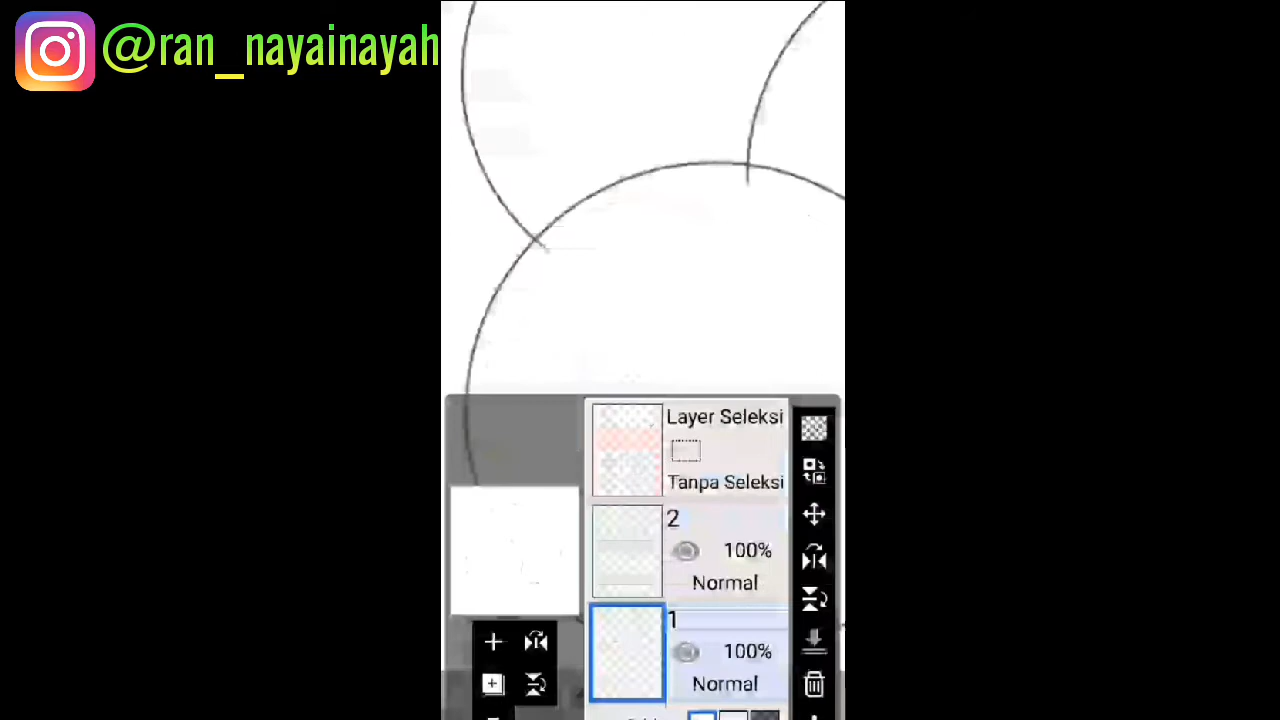 @ran_nayainayah
Layer Seleksi
Tanpa Seleksi
2
100%
Normal
1
100%
Normal